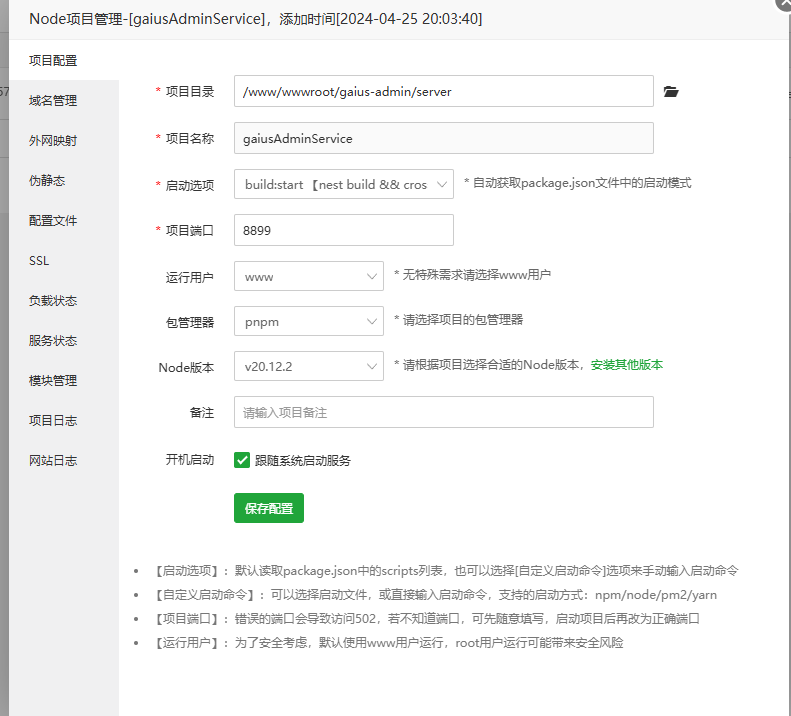 Node项目管理-[gaiusAdminService]，添加时间[2024-04-25 20:03:40]
项目配置
域名管理
外网映射
伪静态
配置文件
SSL
负载状态
服务状态
模块管理
项目日志
网站日志
* 项目目录 /www/wwwroot/gaius-admin/server
* 项目名称 gaiusAdminService
* 启动选项 build:start 【nest build && cros * 自动获取package.json文件中的启动模式
* 项目端口 8899
运行用户 www * 无特殊需求请选择www用户
包管理器 pnpm * 请选择项目的包管理器
Node版本 v20.12.2 * 请根据项目选择合适的Node版本，安装其他版本
备注 请输入项目备注
开机启动 跟随系统启动服务
保存配置
• 【启动选项】：默认读取package.json中的scripts列表，也可以选择[自定义启动命令]选项来手动输入启动命令
• 【自定义启动命令】：可以选择启动文件，或直接输入启动命令，支持的启动方式：npm/node/pm2/yarn
• 【项目端口】：错误的端口会导致访问502，若不知道端口，可先随意填写，启动项目后再改为正确端口
• 【运行用户】：为了安全考虑，默认使用www用户运行，root用户运行可能带来安全风险